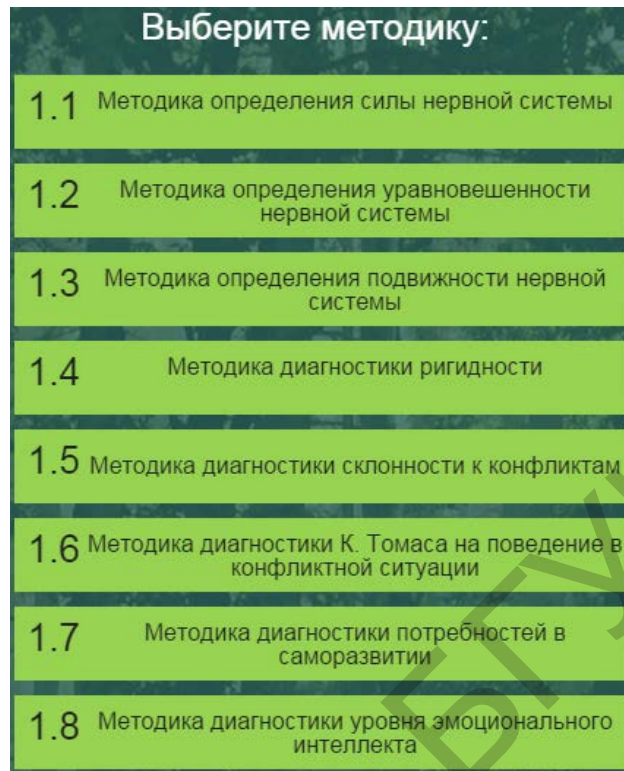 Выберите методику:
1.1 Методика определения силы нервной системы
1.2 Методика определения уравновешенности
нервной системы
1.3 Методика определения подвижности нервной
системы
1.4 Методика диагностики ригидности
1.5 Методика диагностики склонности к конфликтам
1.6 Методика диагностики К. Томаса на поведение в
конфликтной ситуации
1.7 Методика диагностики потребностей в
саморазвитии
1.8 Методика диагностики уровня эмоционального
интеллекта